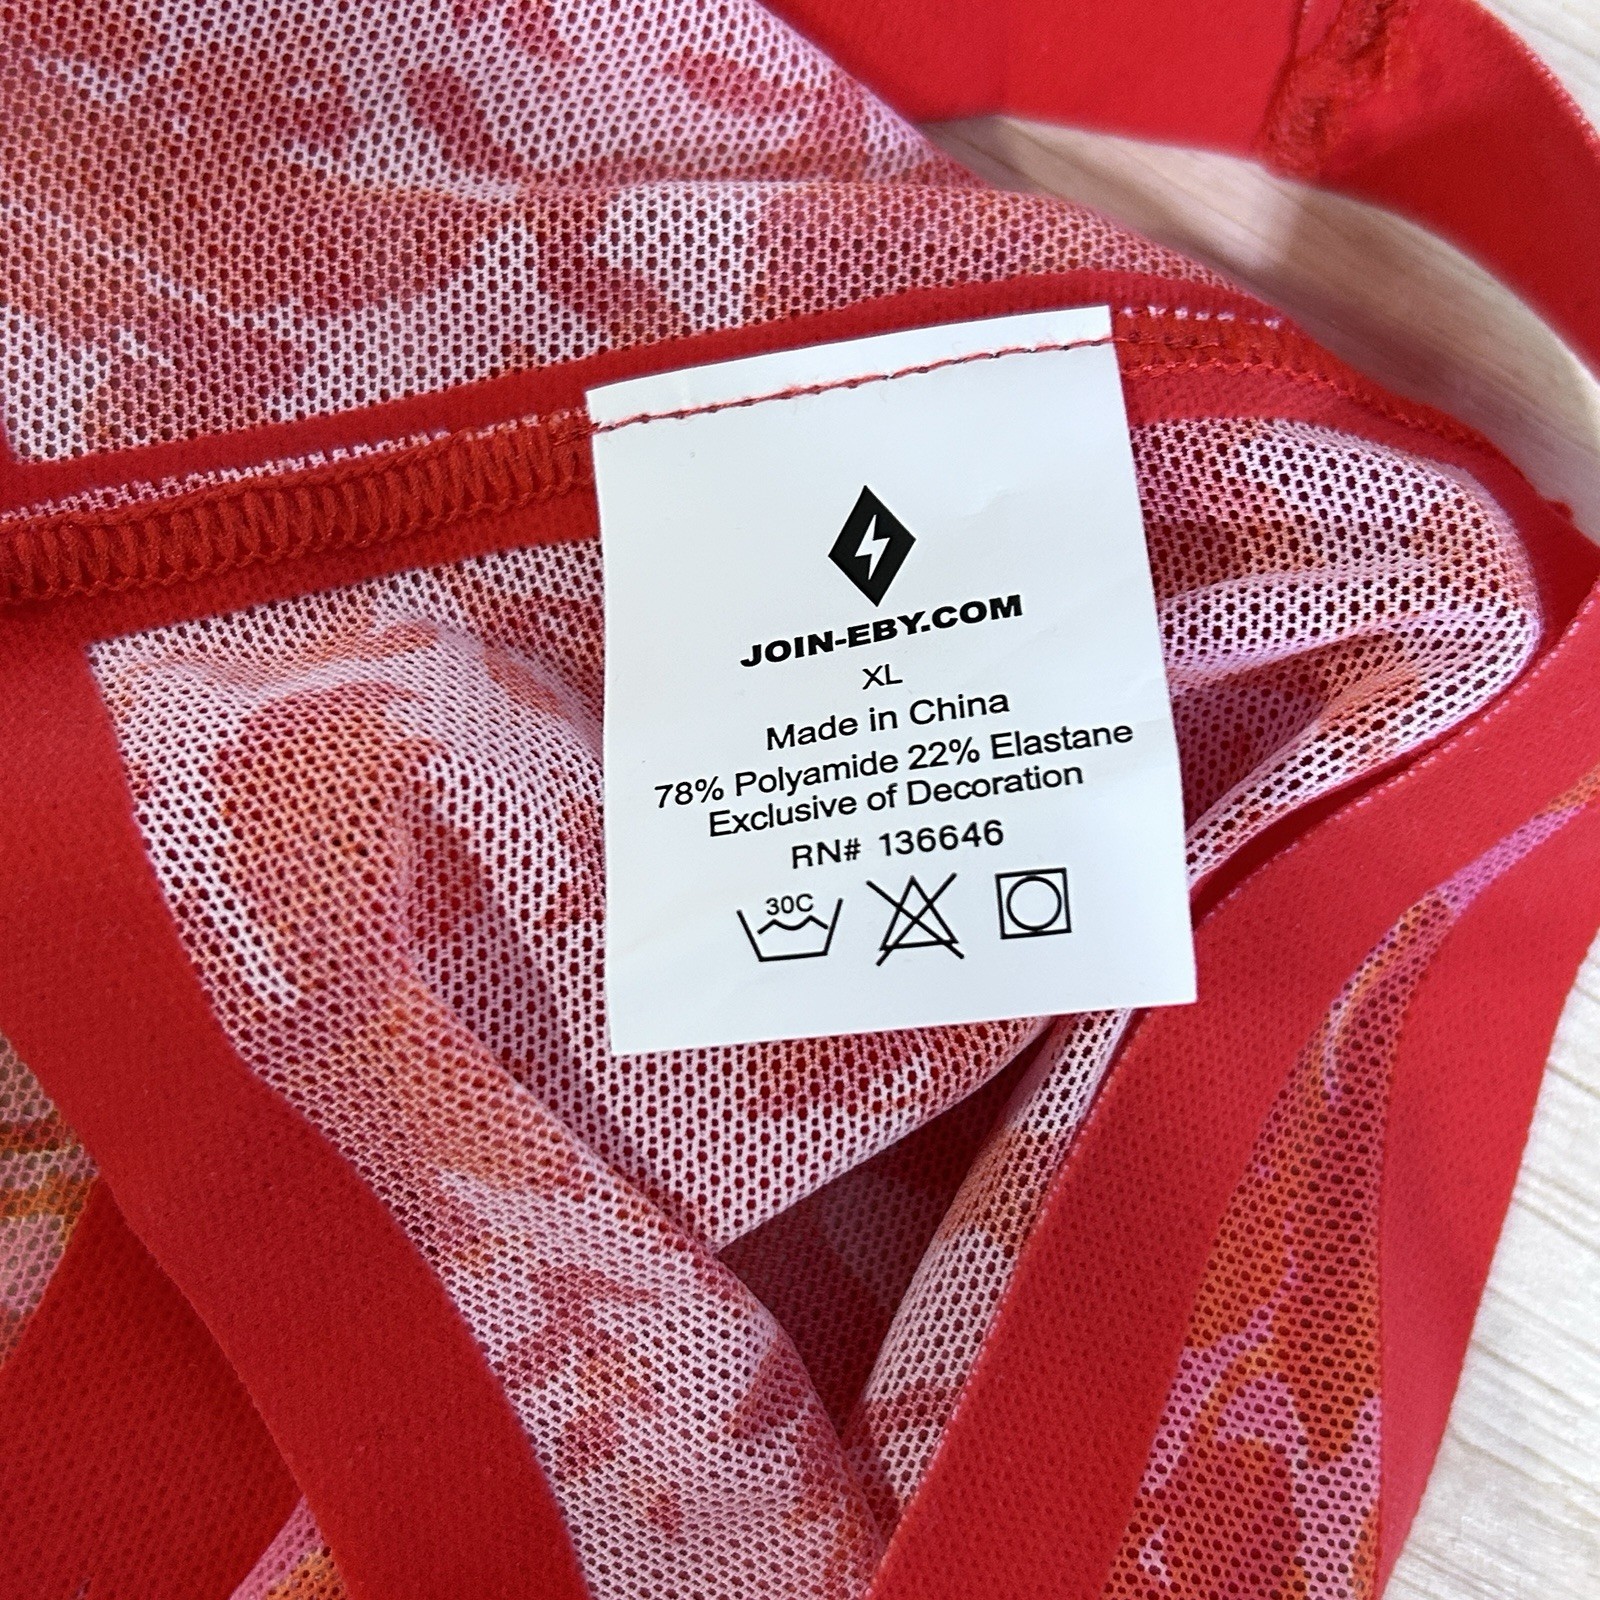 JOIN-EBY.COM
XL
Made in China
78% Polyamide 22% Elastane
Exclusive of Decoration
RN# 136646
30C